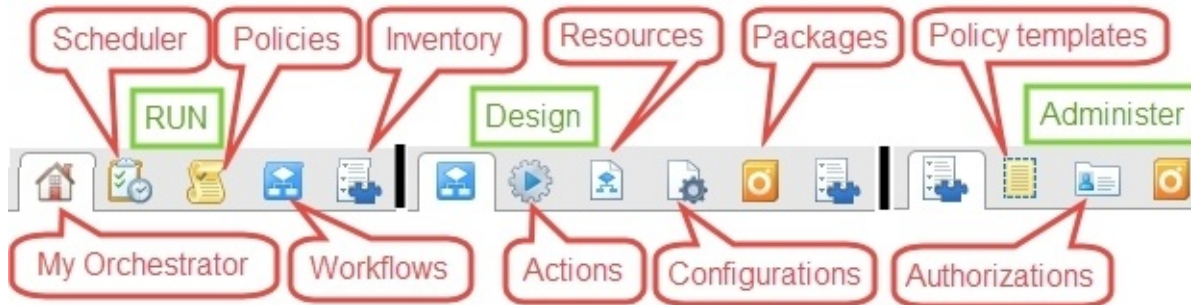 Scheduler
Policies
Inventory
Resources
Packages
Policy templates
RUN
Design
Administer
My Orchestrator
Workflows
Actions
Configurations
Authorizations